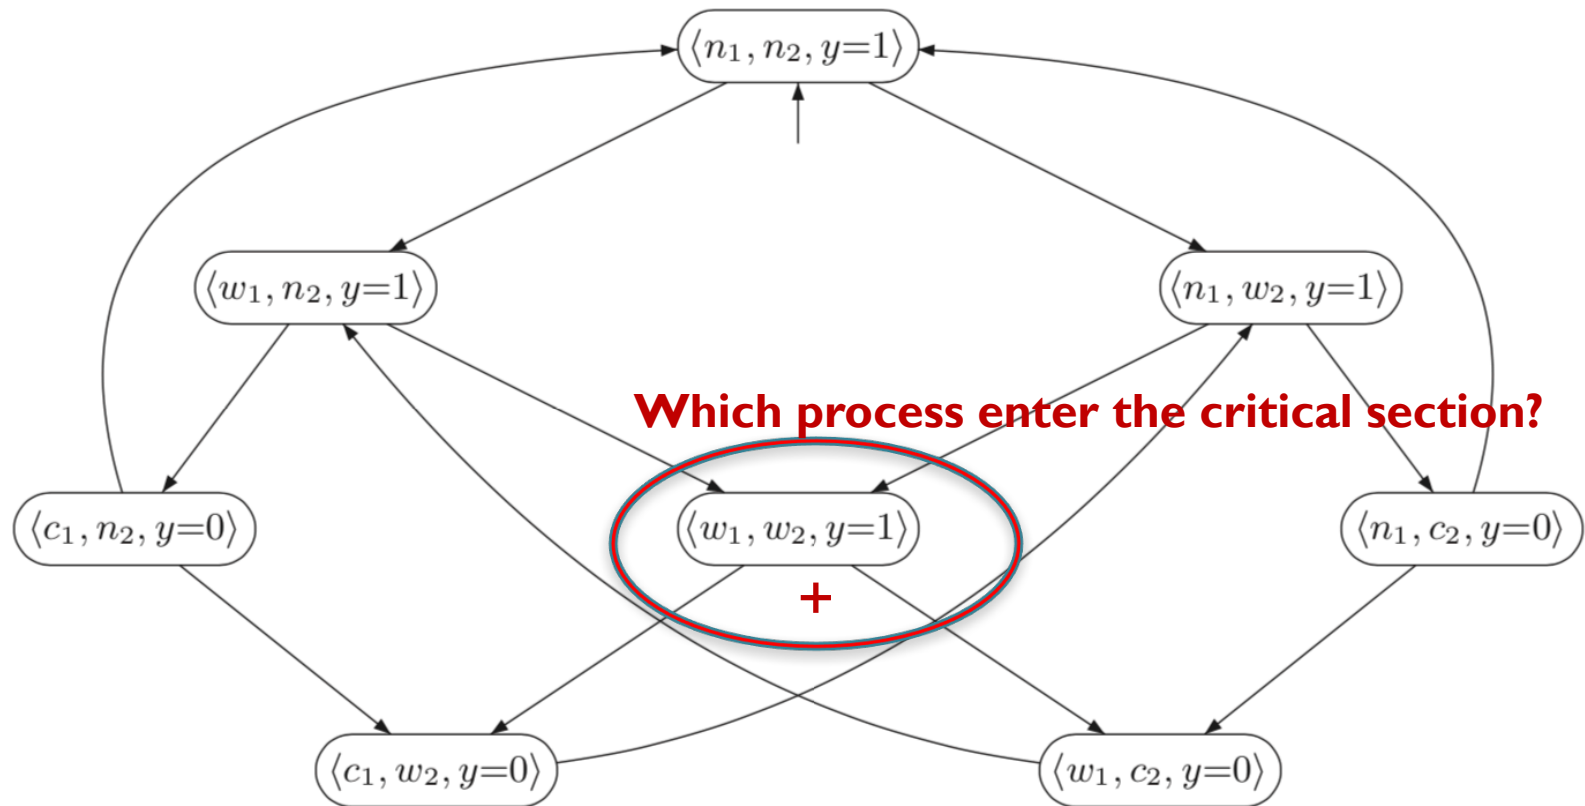 ⟨n₁, n₂, y=1⟩
⟨w₁, n₂, y=1⟩
⟨n₁, w₂, y=1⟩
Which process enter the critical section?
⟨c₁, n₂, y=0⟩
⟨w₁, w₂, y=1⟩
⟨n₁, c₂, y=0⟩
+
⟨c₁, w₂, y=0⟩
⟨w₁, c₂, y=0⟩